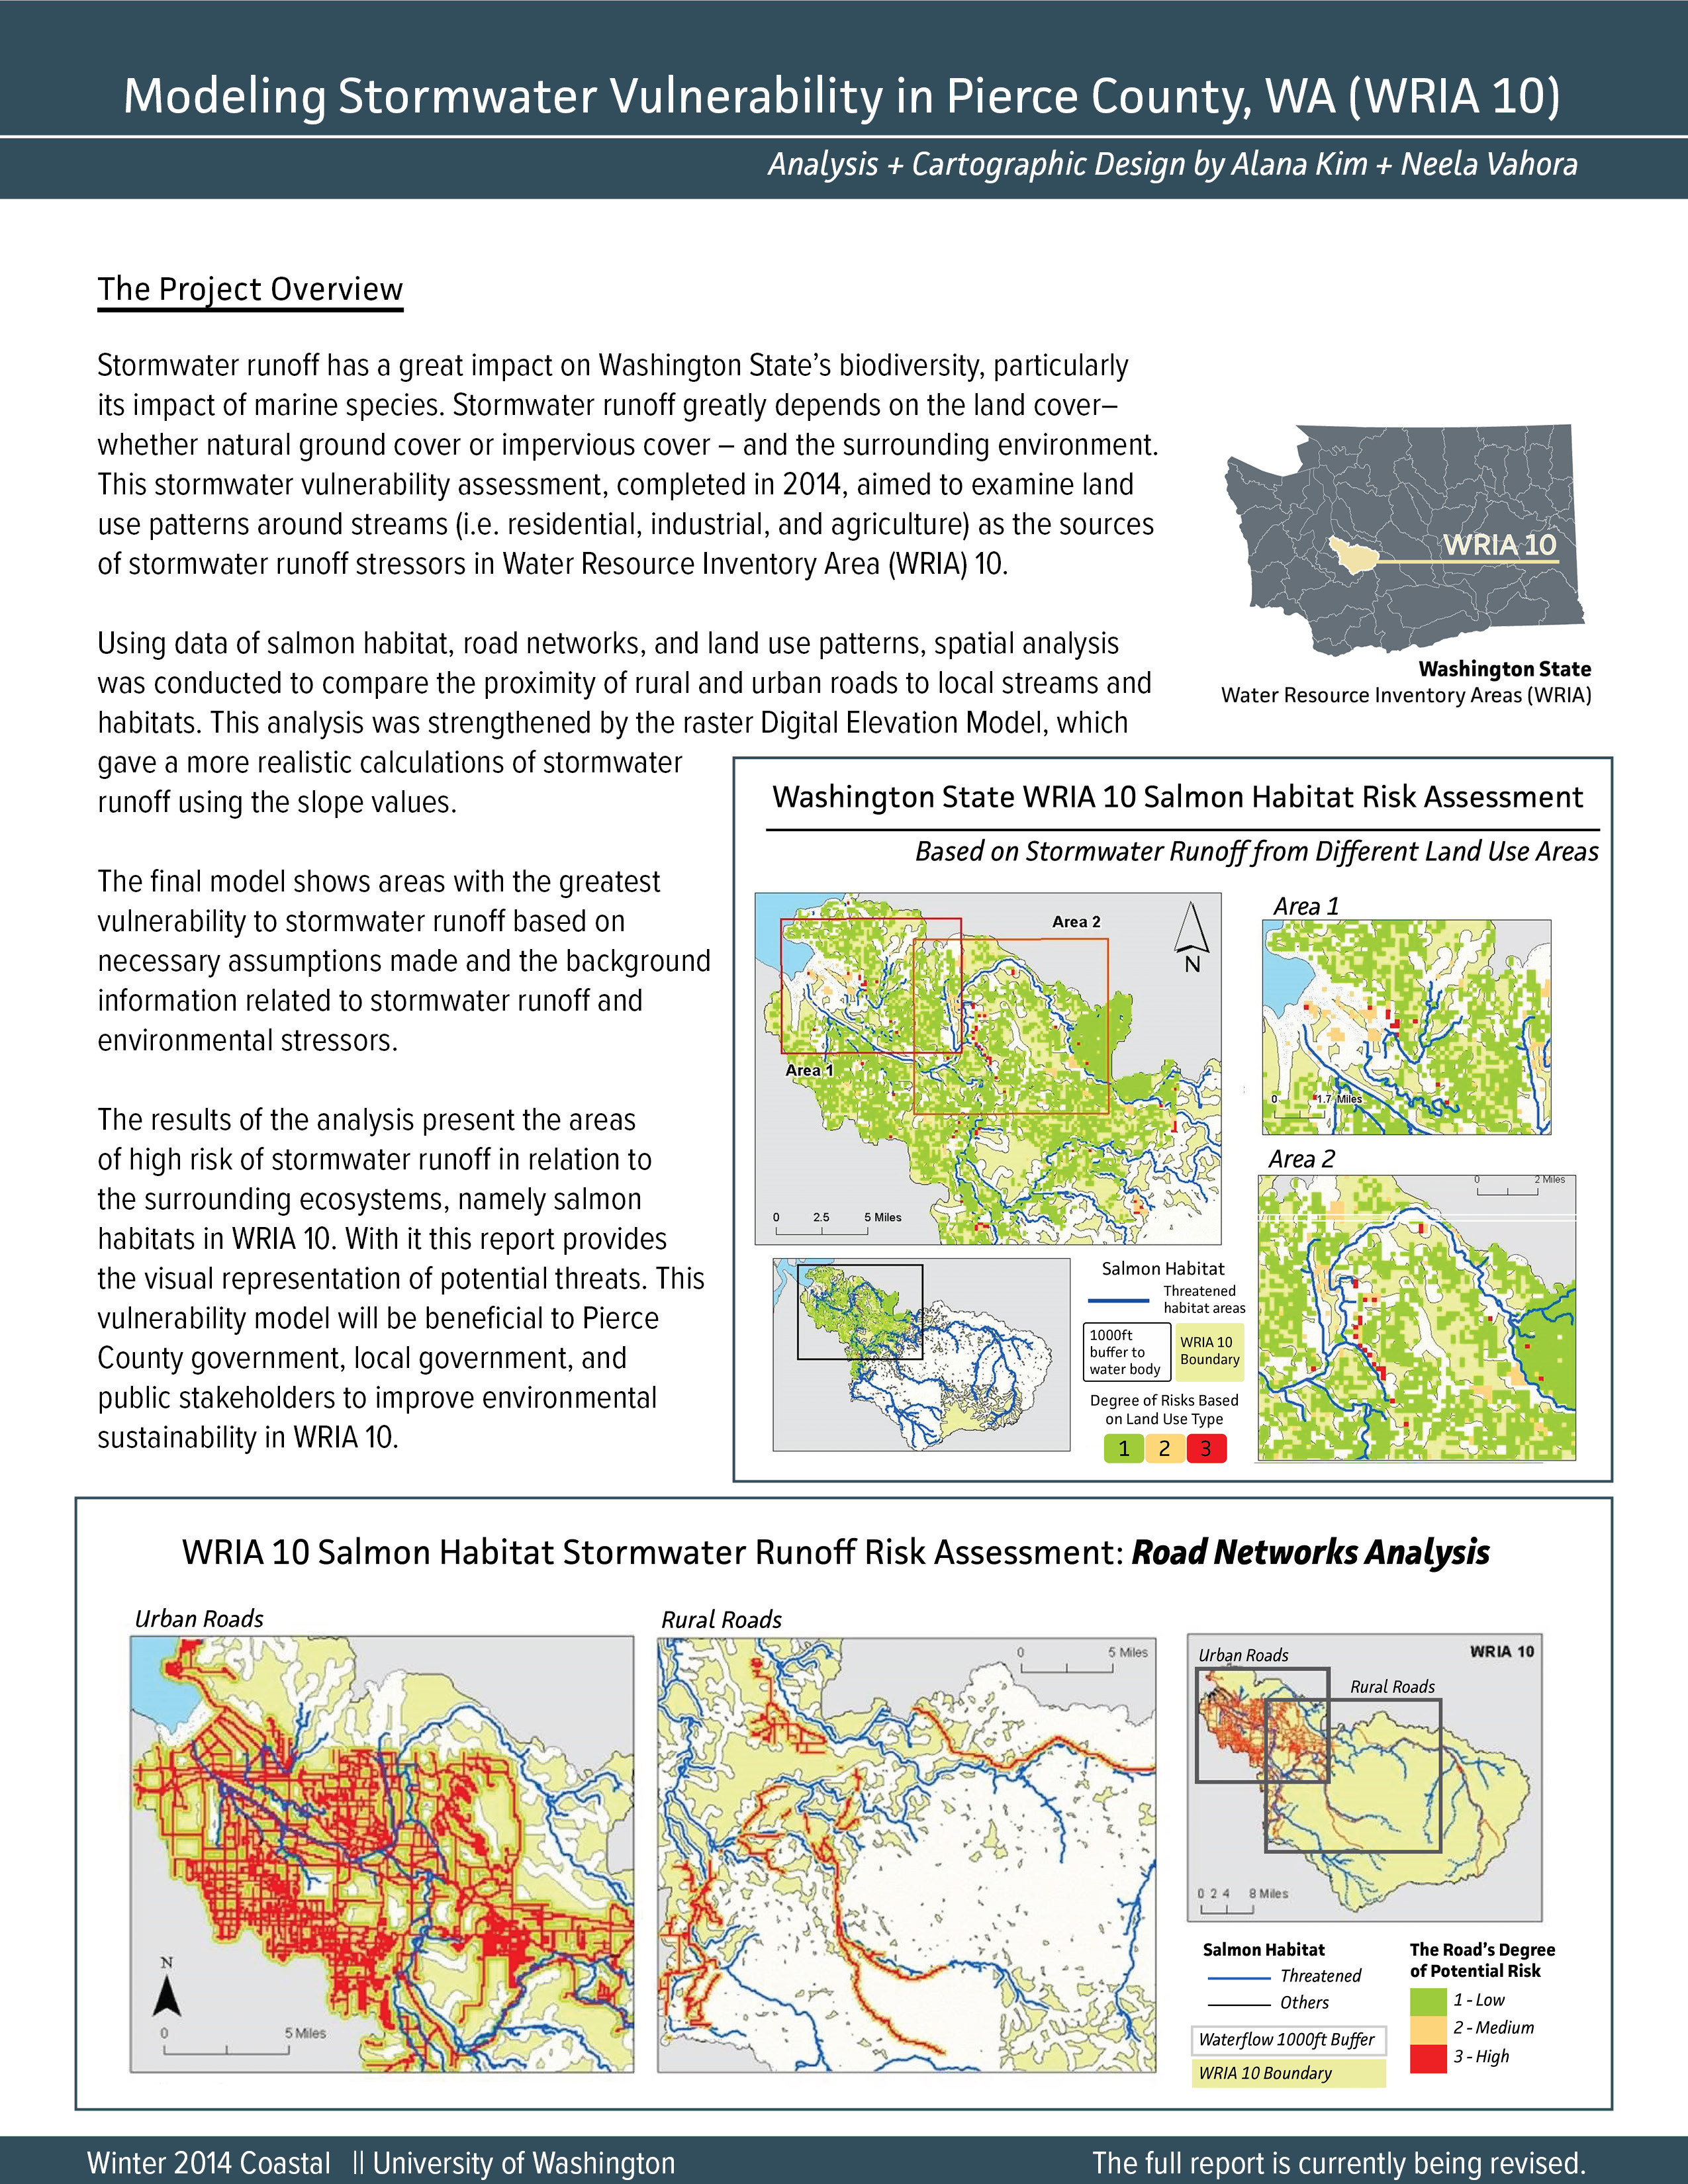 Modeling Stormwater Vulnerability in Pierce County, WA (WRIA 10)
Analysis + Cartographic Design by Alana Kim + Neela Vahora
The Project Overview
Stormwater runoff has a great impact on Washington State's biodiversity, particularly
its impact of marine species. Stormwater runoff greatly depends on the land cover–
whether natural ground cover or impervious cover – and the surrounding environment.
This stormwater vulnerability assessment, completed in 2014, aimed to examine land
use patterns around streams (i.e. residential, industrial, and agriculture) as the sources
of stormwater runoff stressors in Water Resource Inventory Area (WRIA) 10.
Using data of salmon habitat, road networks, and land use patterns, spatial analysis
was conducted to compare the proximity of rural and urban roads to local streams and
habitats. This analysis was strengthened by the raster Digital Elevation Model, which
gave a more realistic calculations of stormwater
runoff using the slope values.
The final model shows areas with the greatest
vulnerability to stormwater runoff based on
necessary assumptions made and the background
information related to stormwater runoff and
environmental stressors.
The results of the analysis present the areas
of high risk of stormwater runoff in relation to
the surrounding ecosystems, namely salmon
habitats in WRIA 10. With it this report provides
the visual representation of potential threats. This
vulnerability model will be beneficial to Pierce
County government, local government, and
public stakeholders to improve environmental
sustainability in WRIA 10.
WRIA 10
Washington State
Water Resource Inventory Areas (WRIA)
Washington State WRIA 10 Salmon Habitat Risk Assessment
Based on Stormwater Runoff from Different Land Use Areas
Area 2
N
Area 1
0 2.5 5 Miles
Area 1
0 1.7 Miles
Area 2
0 2 Miles
Salmon Habitat
Threatened
habitat areas
1000ft
buffer to
water body
WRIA 10
Boundary
Degree of Risks Based
on Land Use Type
1 2 3
WRIA 10 Salmon Habitat Stormwater Runoff Risk Assessment: Road Networks Analysis
Urban Roads
N
0 5 Miles
Rural Roads
0 5 Miles
WRIA 10
Urban Roads
Rural Roads
0 2 4 8 Miles
Salmon Habitat
Threatened
Others
Waterflow 1000ft Buffer
WRIA 10 Boundary
The Road's Degree
of Potential Risk
1 - Low
2 - Medium
3 - High
Winter 2014 Coastal || University of Washington
The full report is currently being revised.